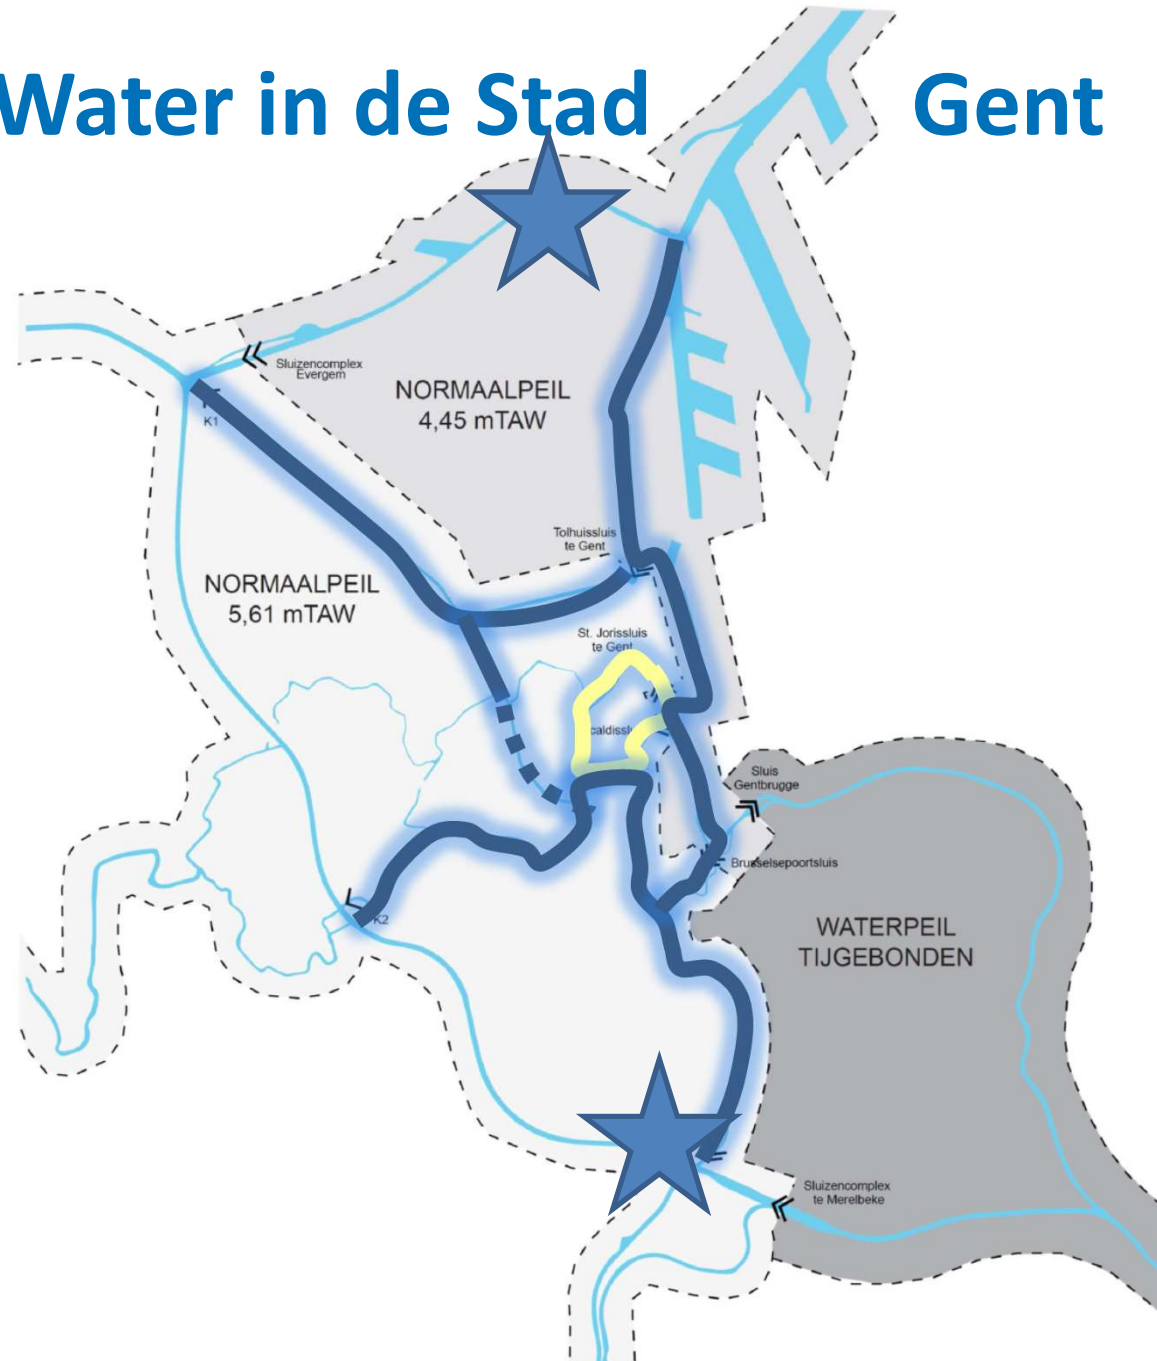 Water in de Stad Gent
Sluizencomplex
Evergem
NORMAALPEIL
4,45 mTAW
K1
Tolhuissluis
te Gent
NORMAALPEIL
5,61 mTAW
St. Jorissluis
te Gent
caldisslu
Sluis
Gentbrugge
Brusselsepoortsluis
K2
WATERPEIL
TIJGEBONDEN
Sluizencomplex
te Merelbeke